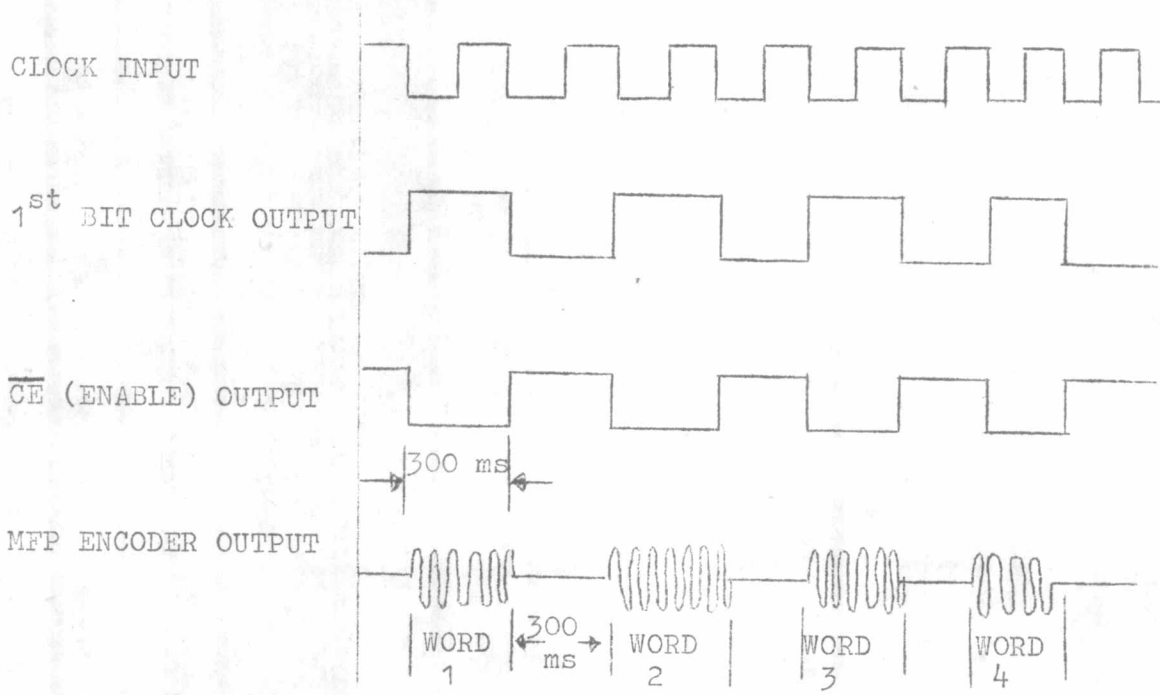 CLOCK INPUT
1st BIT CLOCK OUTPUT
C̅E̅ (ENABLE) OUTPUT
300 ms
MFP ENCODER OUTPUT
WORD
1
300
ms
WORD
2
WORD
3
WORD
4